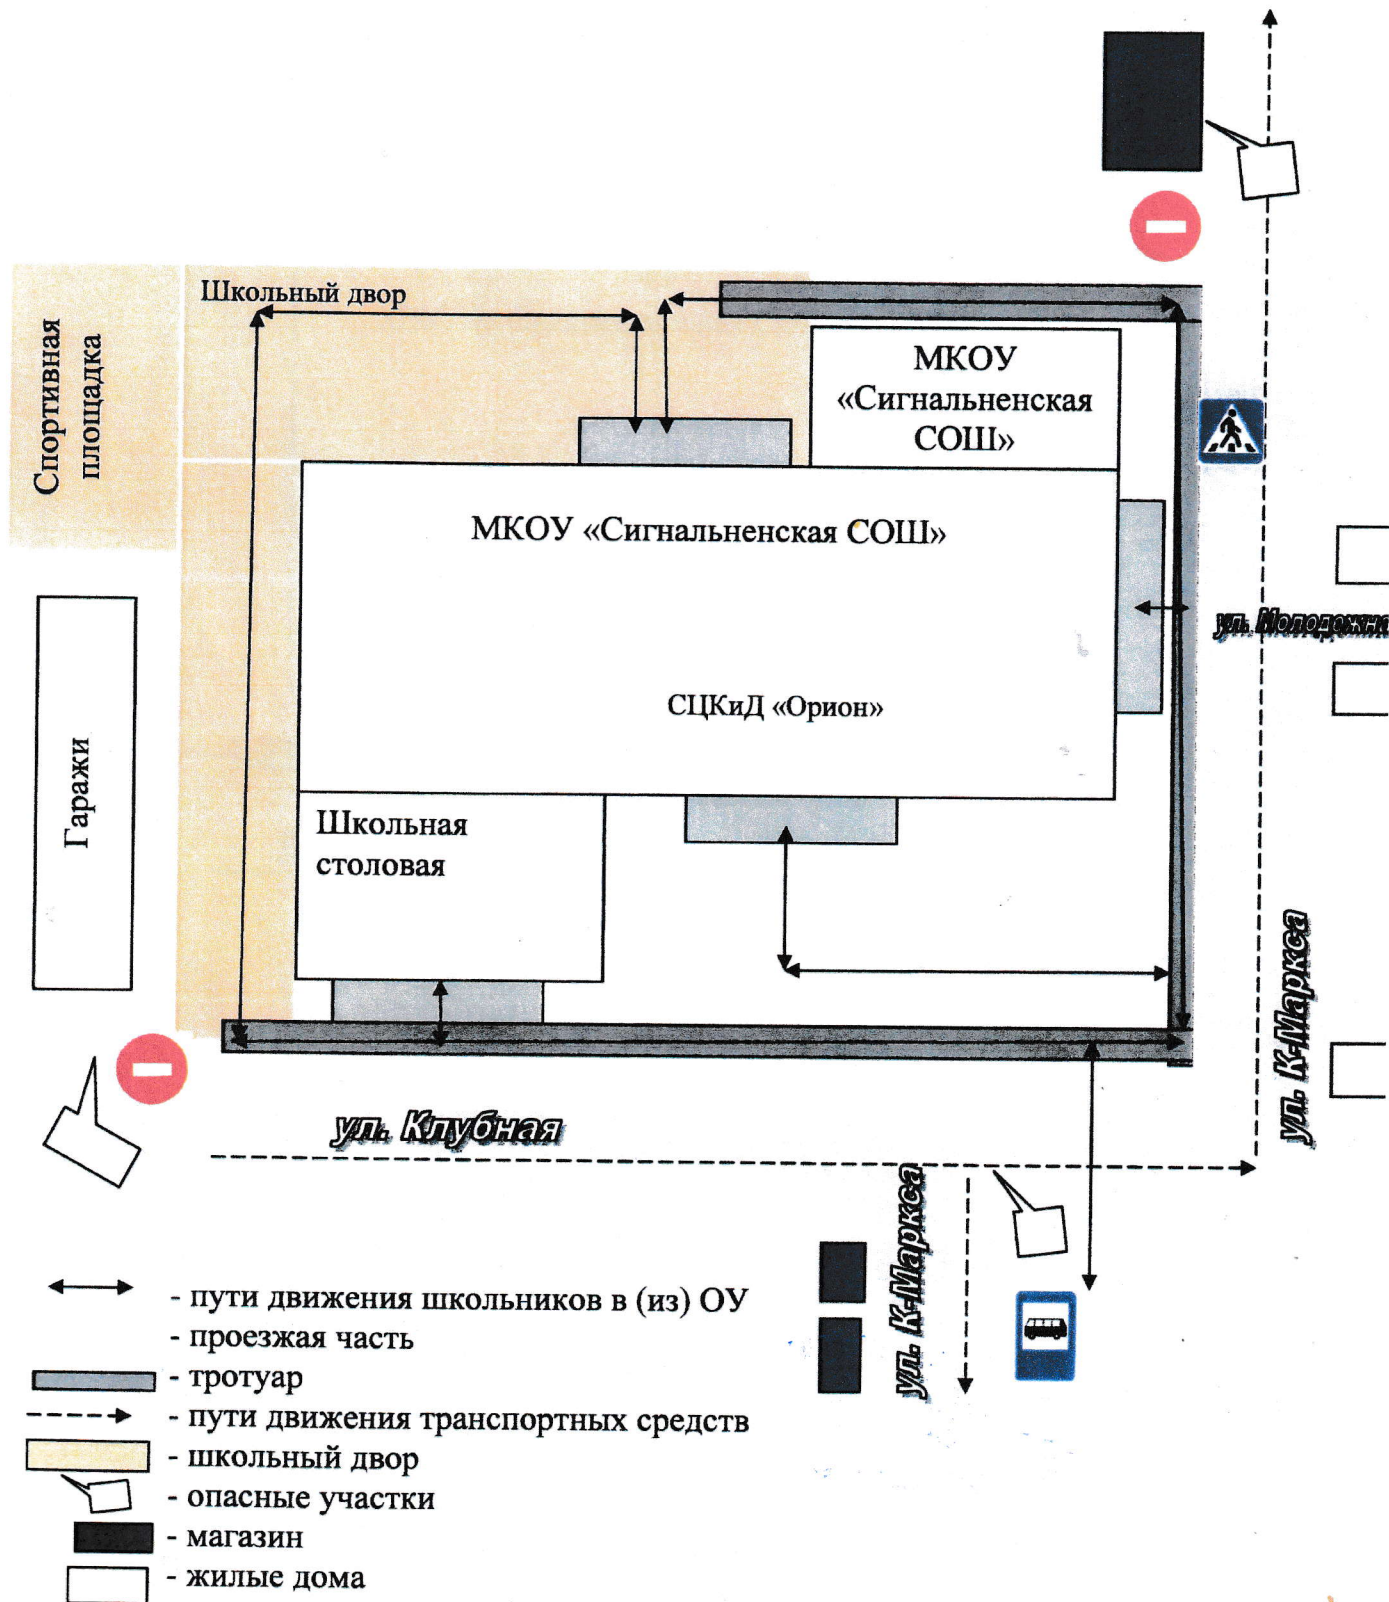 Школьный двор
Спортивная
площадка
МКОУ
«Сигнальненская
СОШ»
МКОУ «Сигнальненская СОШ»
ул. Молодежна
СЦКиД «Орион»
Гаражи
Школьная
столовая
ул. К-Маркса
ул. Клубная
ул. К-Маркса
- пути движения школьников в (из) ОУ
- проезжая часть
- тротуар
- пути движения транспортных средств
- школьный двор
- опасные участки
- магазин
- жилые дома